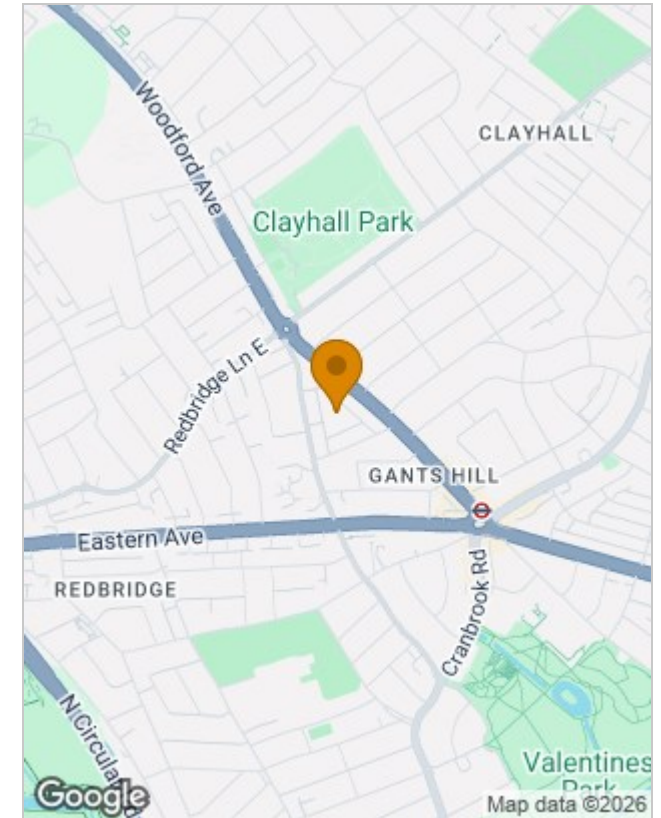 Woodford Ave
CLAYHALL
Clayhall Park
Redbridge Ln E
GANTS HILL
Eastern Ave
REDBRIDGE
Cranbrook Rd
N Circular
Valentines
Park
Google
Map data ©2026